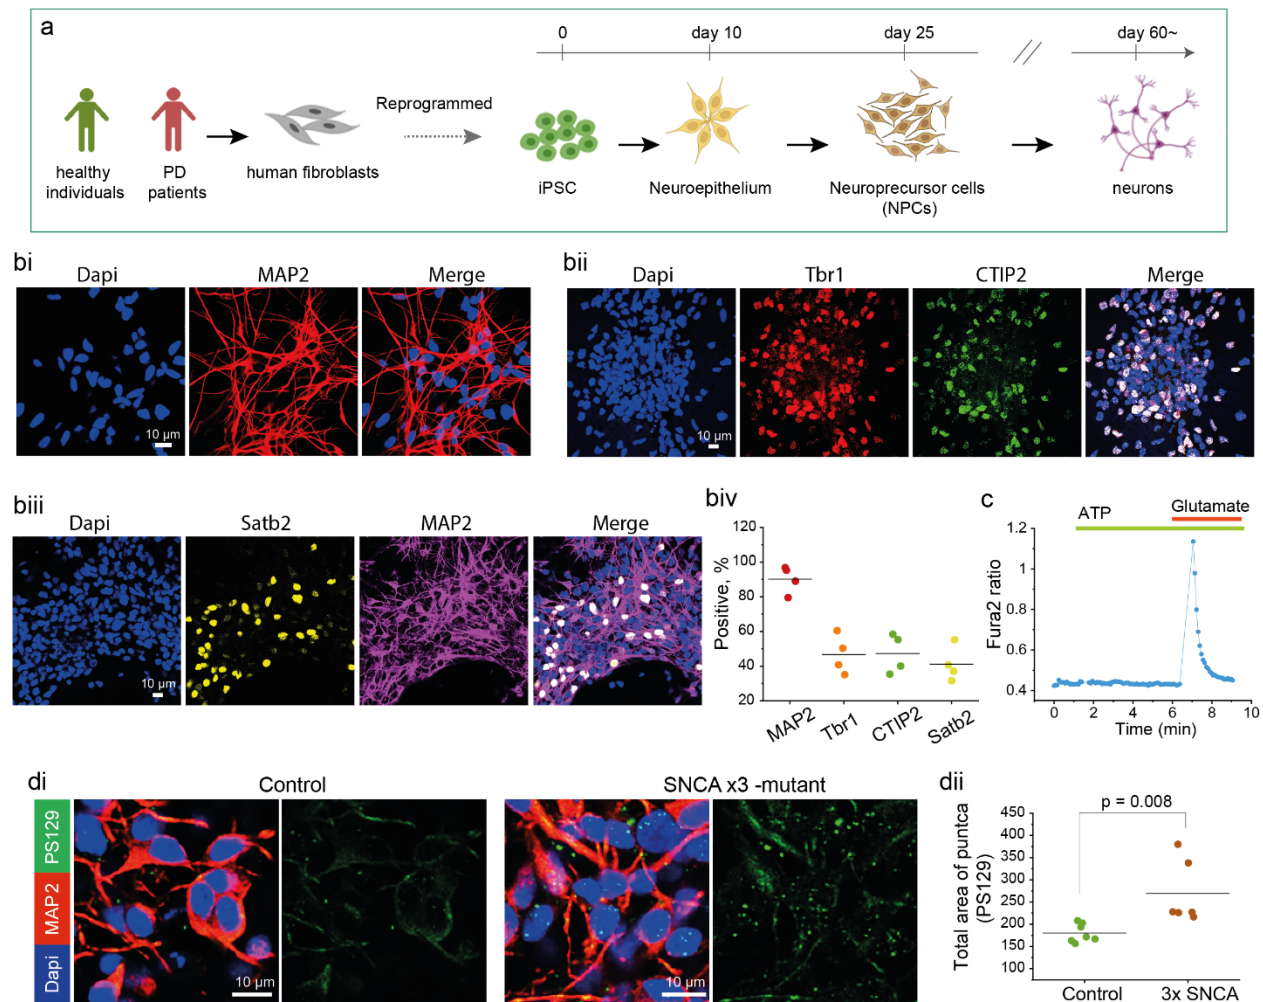 a
0
day 10
day 25
day 60~
Reprogrammed
healthy
individuals
PD
patients
human fibroblasts
iPSC
Neuroepithelium
Neuroprecursor cells
(NPCs)
neurons
bi
Dapi
MAP2
Merge
10 µm
bii
Dapi
Tbr1
CTIP2
Merge
10 µm
biii
Dapi
Satb2
MAP2
Merge
10 µm
biv
Positive, %
120
100
80
60
40
20
MAP2
Tbr1
CTIP2
Satb2
c
ATP
Glutamate
Fura2 ratio
1.2
1
0.8
0.6
0.4
0
2
4
6
8
10
Time (min)
di
Control
SNCA x3 -mutant
PS129
MAP2
Dapi
10 µm
10 µm
dii
p = 0.008
Total area of puntca
(PS129)
450
400
350
300
250
200
150
100
Control
3x SNCA